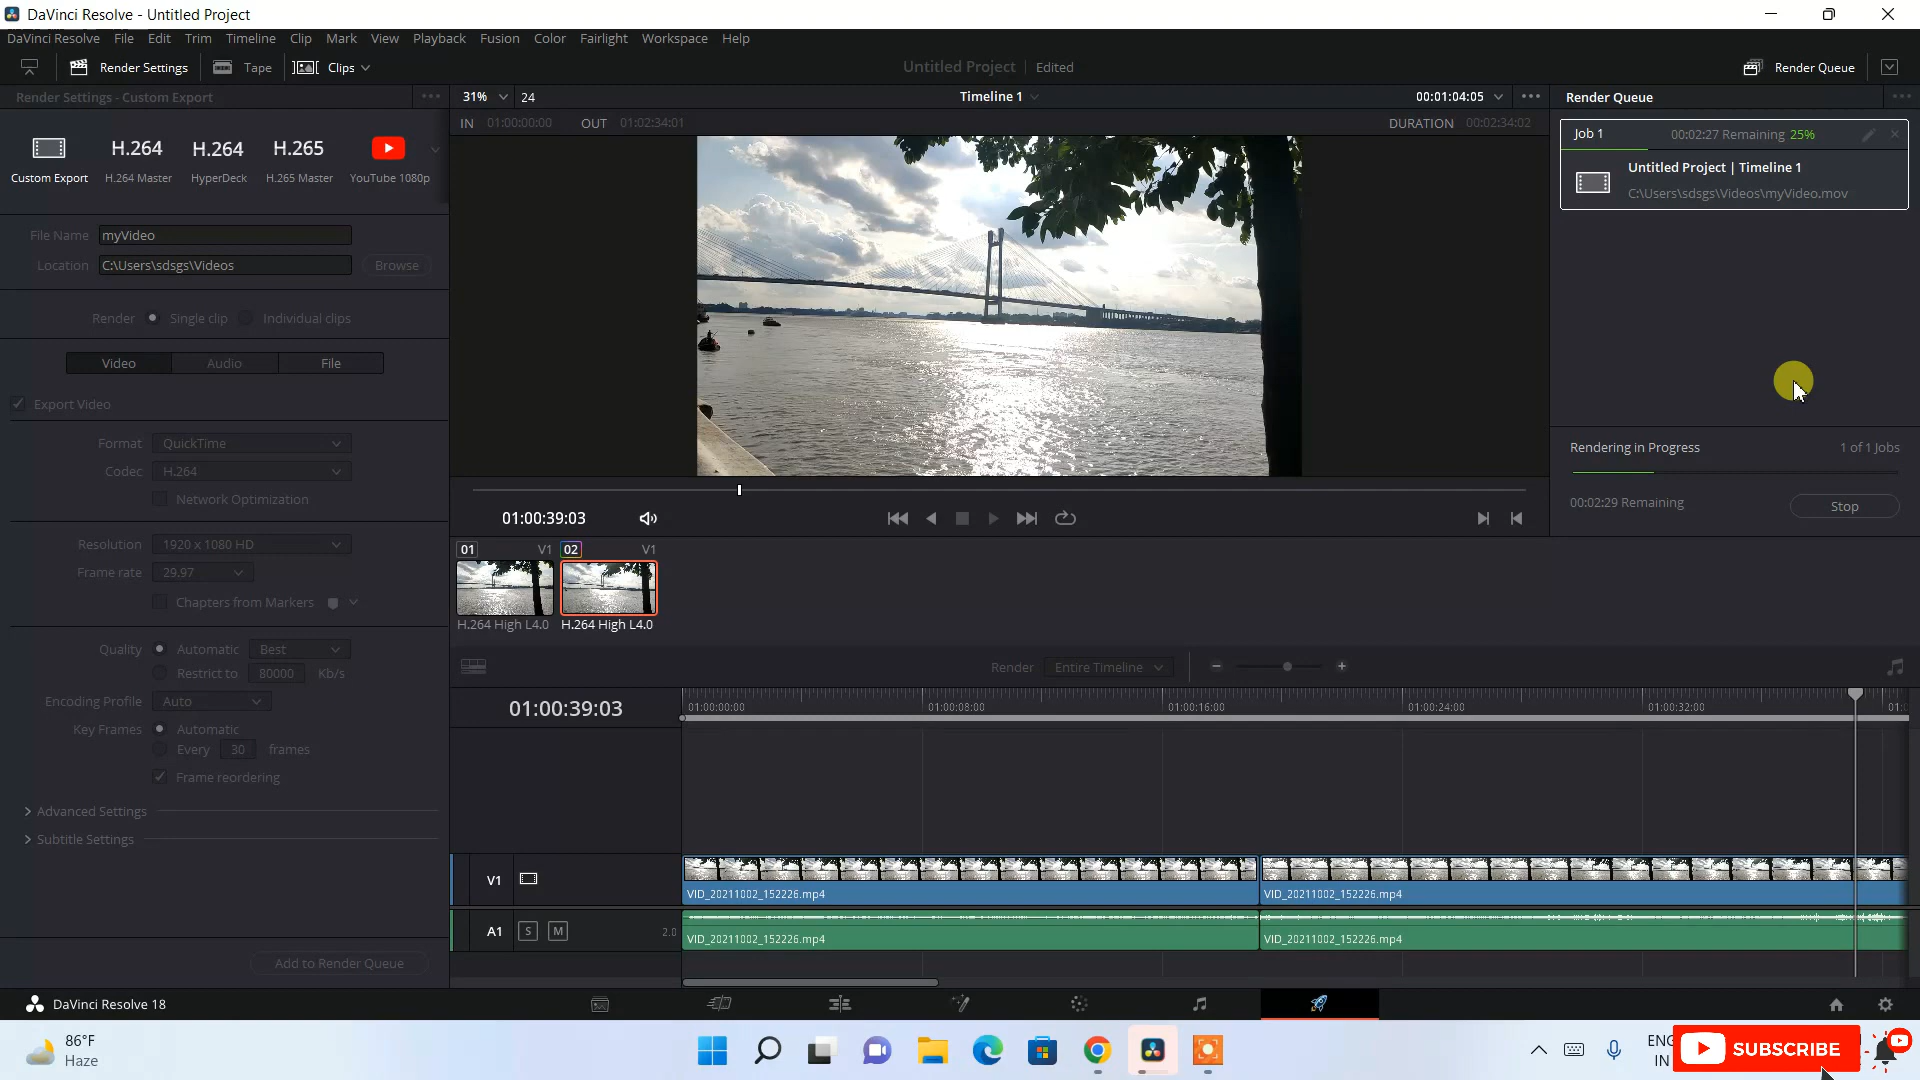 DaVinci Resolve - Untitled Project
DaVinci Resolve File Edit Trim Timeline Clip Mark View Playback Fusion Color Fairlight Workspace Help
Render Settings Tape Clips Untitled Project Edited Render Queue
Render Settings - Custom Export 31% 24 Timeline 1 00:01:04:05 Render Queue
IN 01:00:00:00 OUT 01:02:34:01 DURATION 00:02:34:02
Job 1 00:02:27 Remaining 25%
Untitled Project | Timeline 1
C:\Users\sdsgs\Videos\myVideo.mov
H.264 H.264 H.265
Custom Export H.264 Master HyperDeck H.265 Master YouTube 1080p
File Name myVideo
Location C:\Users\sdsgs\Videos Browse
Render Single clip Individual clips
Video Audio File
Export Video
Format QuickTime
Codec H.264
Network Optimization
Resolution 1920 x 1080 HD
Frame rate 29.97
Chapters from Markers
Quality Automatic Best
Restrict to 80000 Kb/s
Encoding Profile Auto
Key Frames Automatic
Every 30 frames
Frame reordering
Advanced Settings
Subtitle Settings
Add to Render Queue
Rendering in Progress 1 of 1 Jobs
00:02:29 Remaining Stop
01:00:39:03
01 V1 02 V1
H.264 High L4.0 H.264 High L4.0
Render Entire Timeline
01:00:39:03 01:00:00:00 01:00:08:00 01:00:16:00 01:00:24:00 01:00:32:00 01:0
V1
VID_20211002_152226.mp4 VID_20211002_152226.mp4
A1 S M 2.0
VID_20211002_152226.mp4 VID_20211002_152226.mp4
DaVinci Resolve 18
86°F
Haze
ENG
IN
SUBSCRIBE